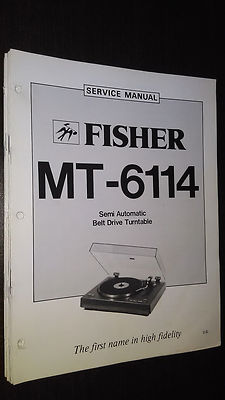 SERVICE MANUAL
FISHER
MT-6114
Semi Automatic
Belt Drive Turntable
The first name in high fidelity